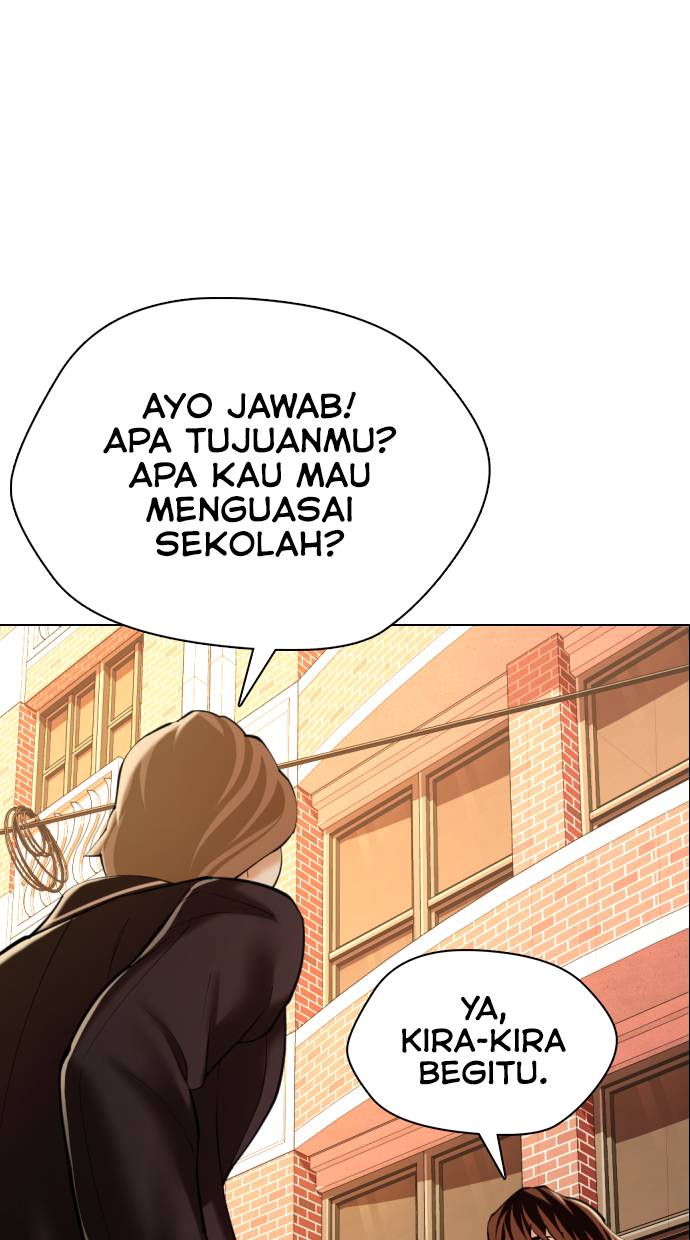 AYO JAWAB!
APA TUJUANMU?
APA KAU MAU
MENGUASAI
SEKOLAH?
YA,
KIRA-KIRA
BEGITU.